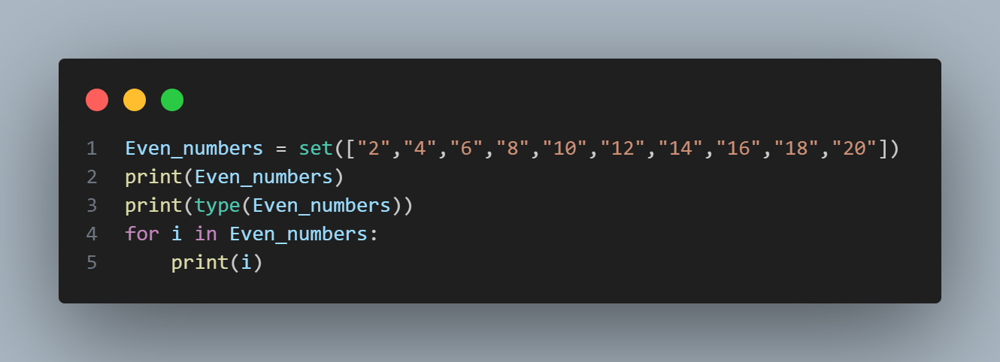 1 Even_numbers = set(["2","4","6","8","10","12","14","16","18","20"])
2 print(Even_numbers)
3 print(type(Even_numbers))
4 for i in Even_numbers:
5     print(i)